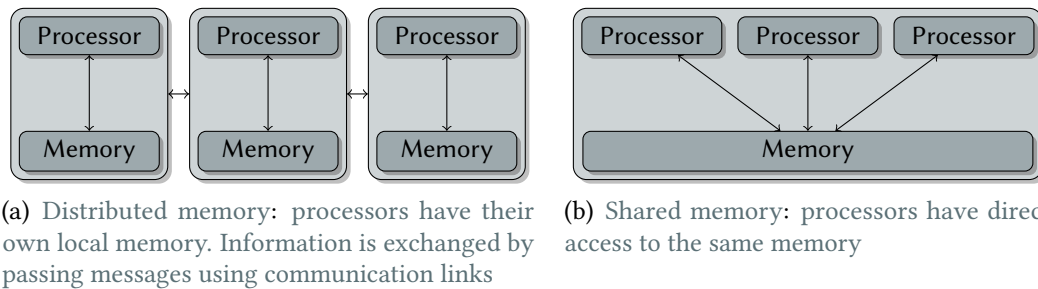 Processor Processor Processor
Memory Memory Memory
(a) Distributed memory: processors have their
own local memory. Information is exchanged by
passing messages using communication links
Processor Processor Processor
Memory
(b) Shared memory: processors have direc
access to the same memory